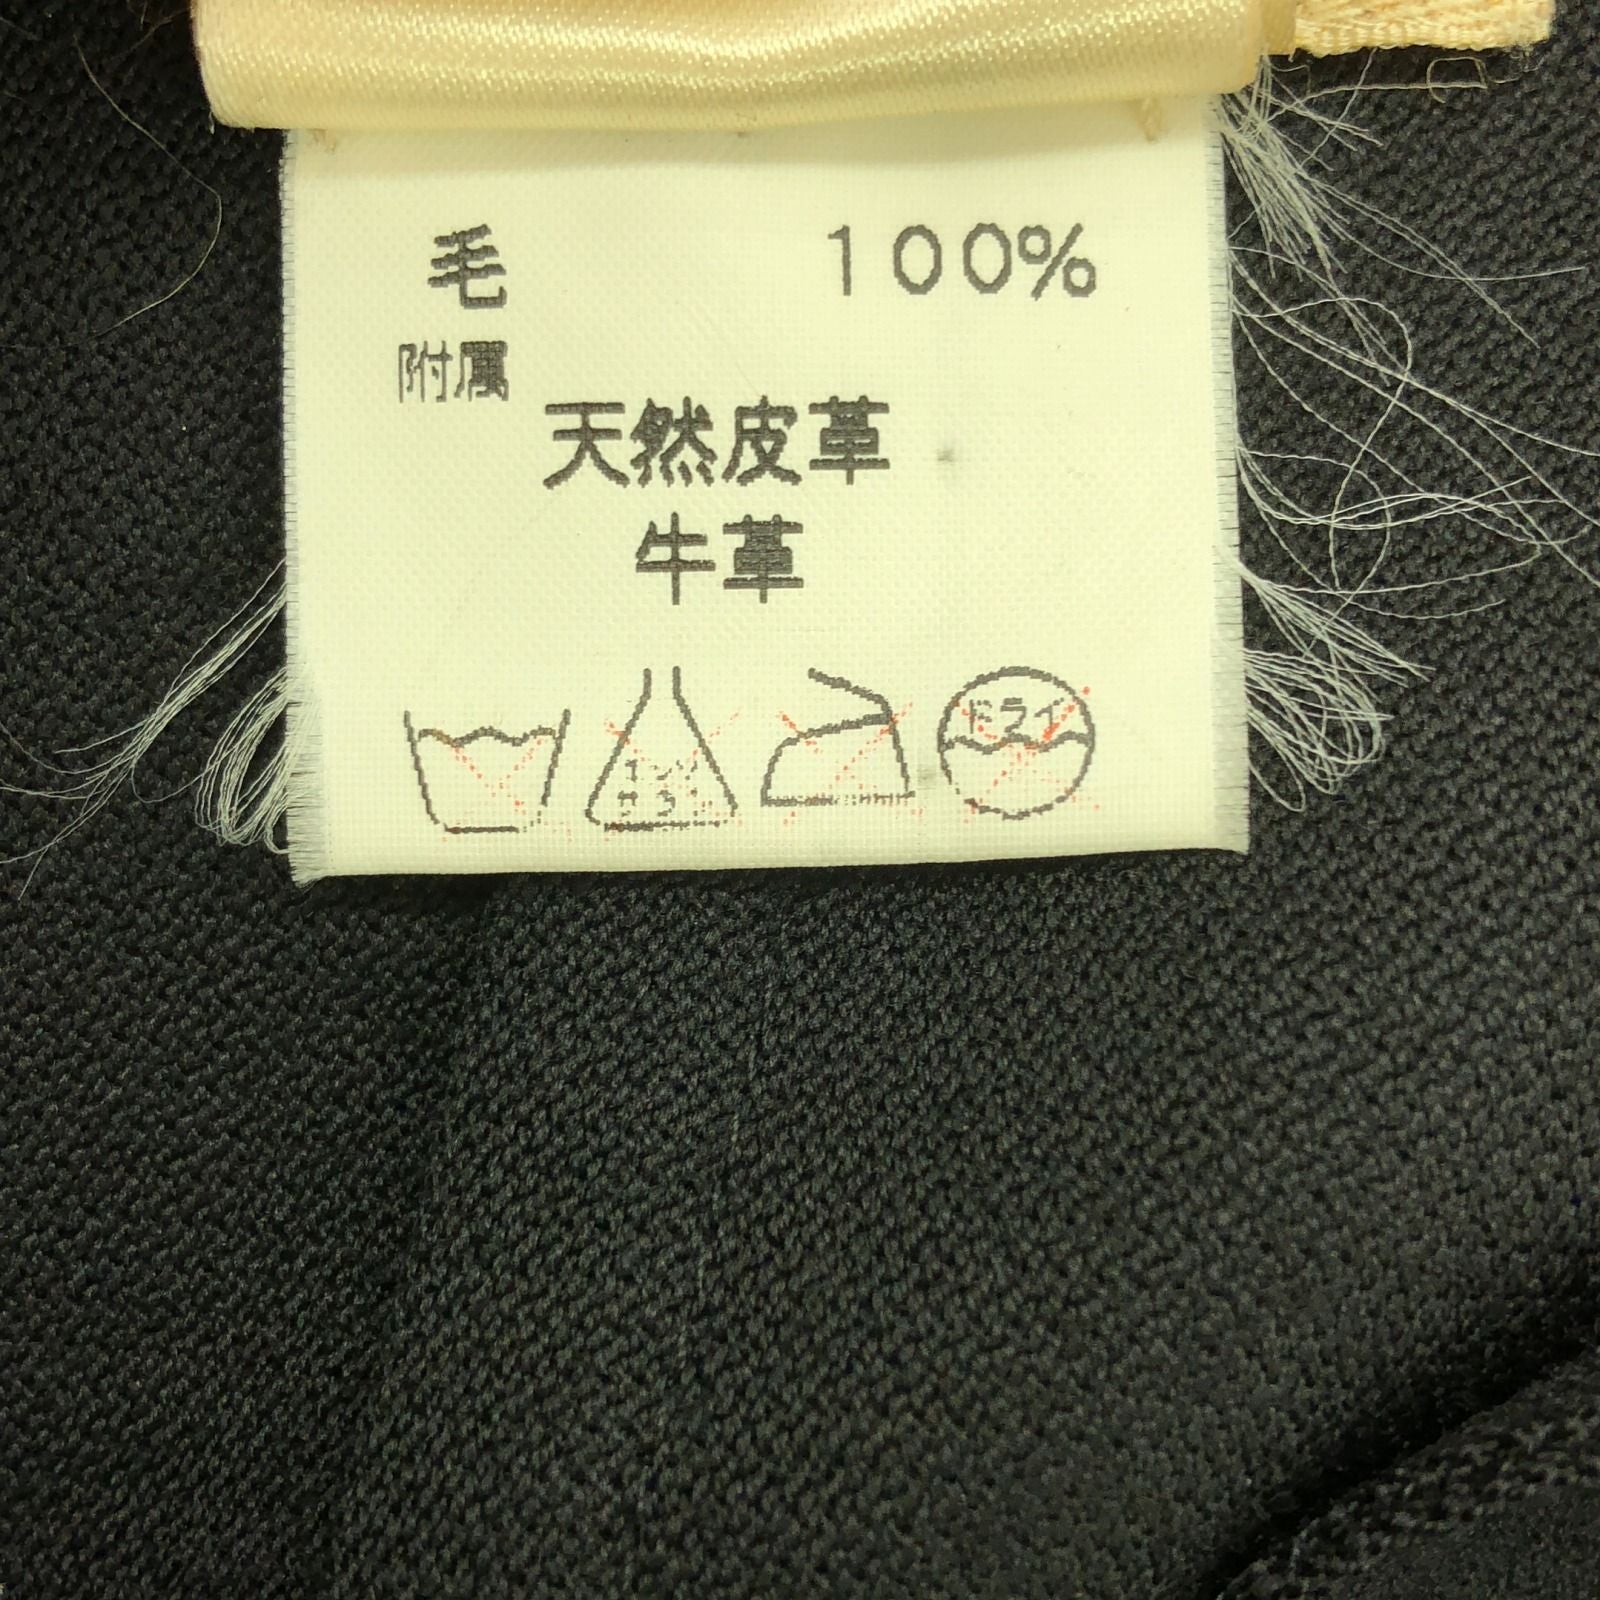 毛 100%
附属
天然皮革
牛革
エンソ サラシ ドライ